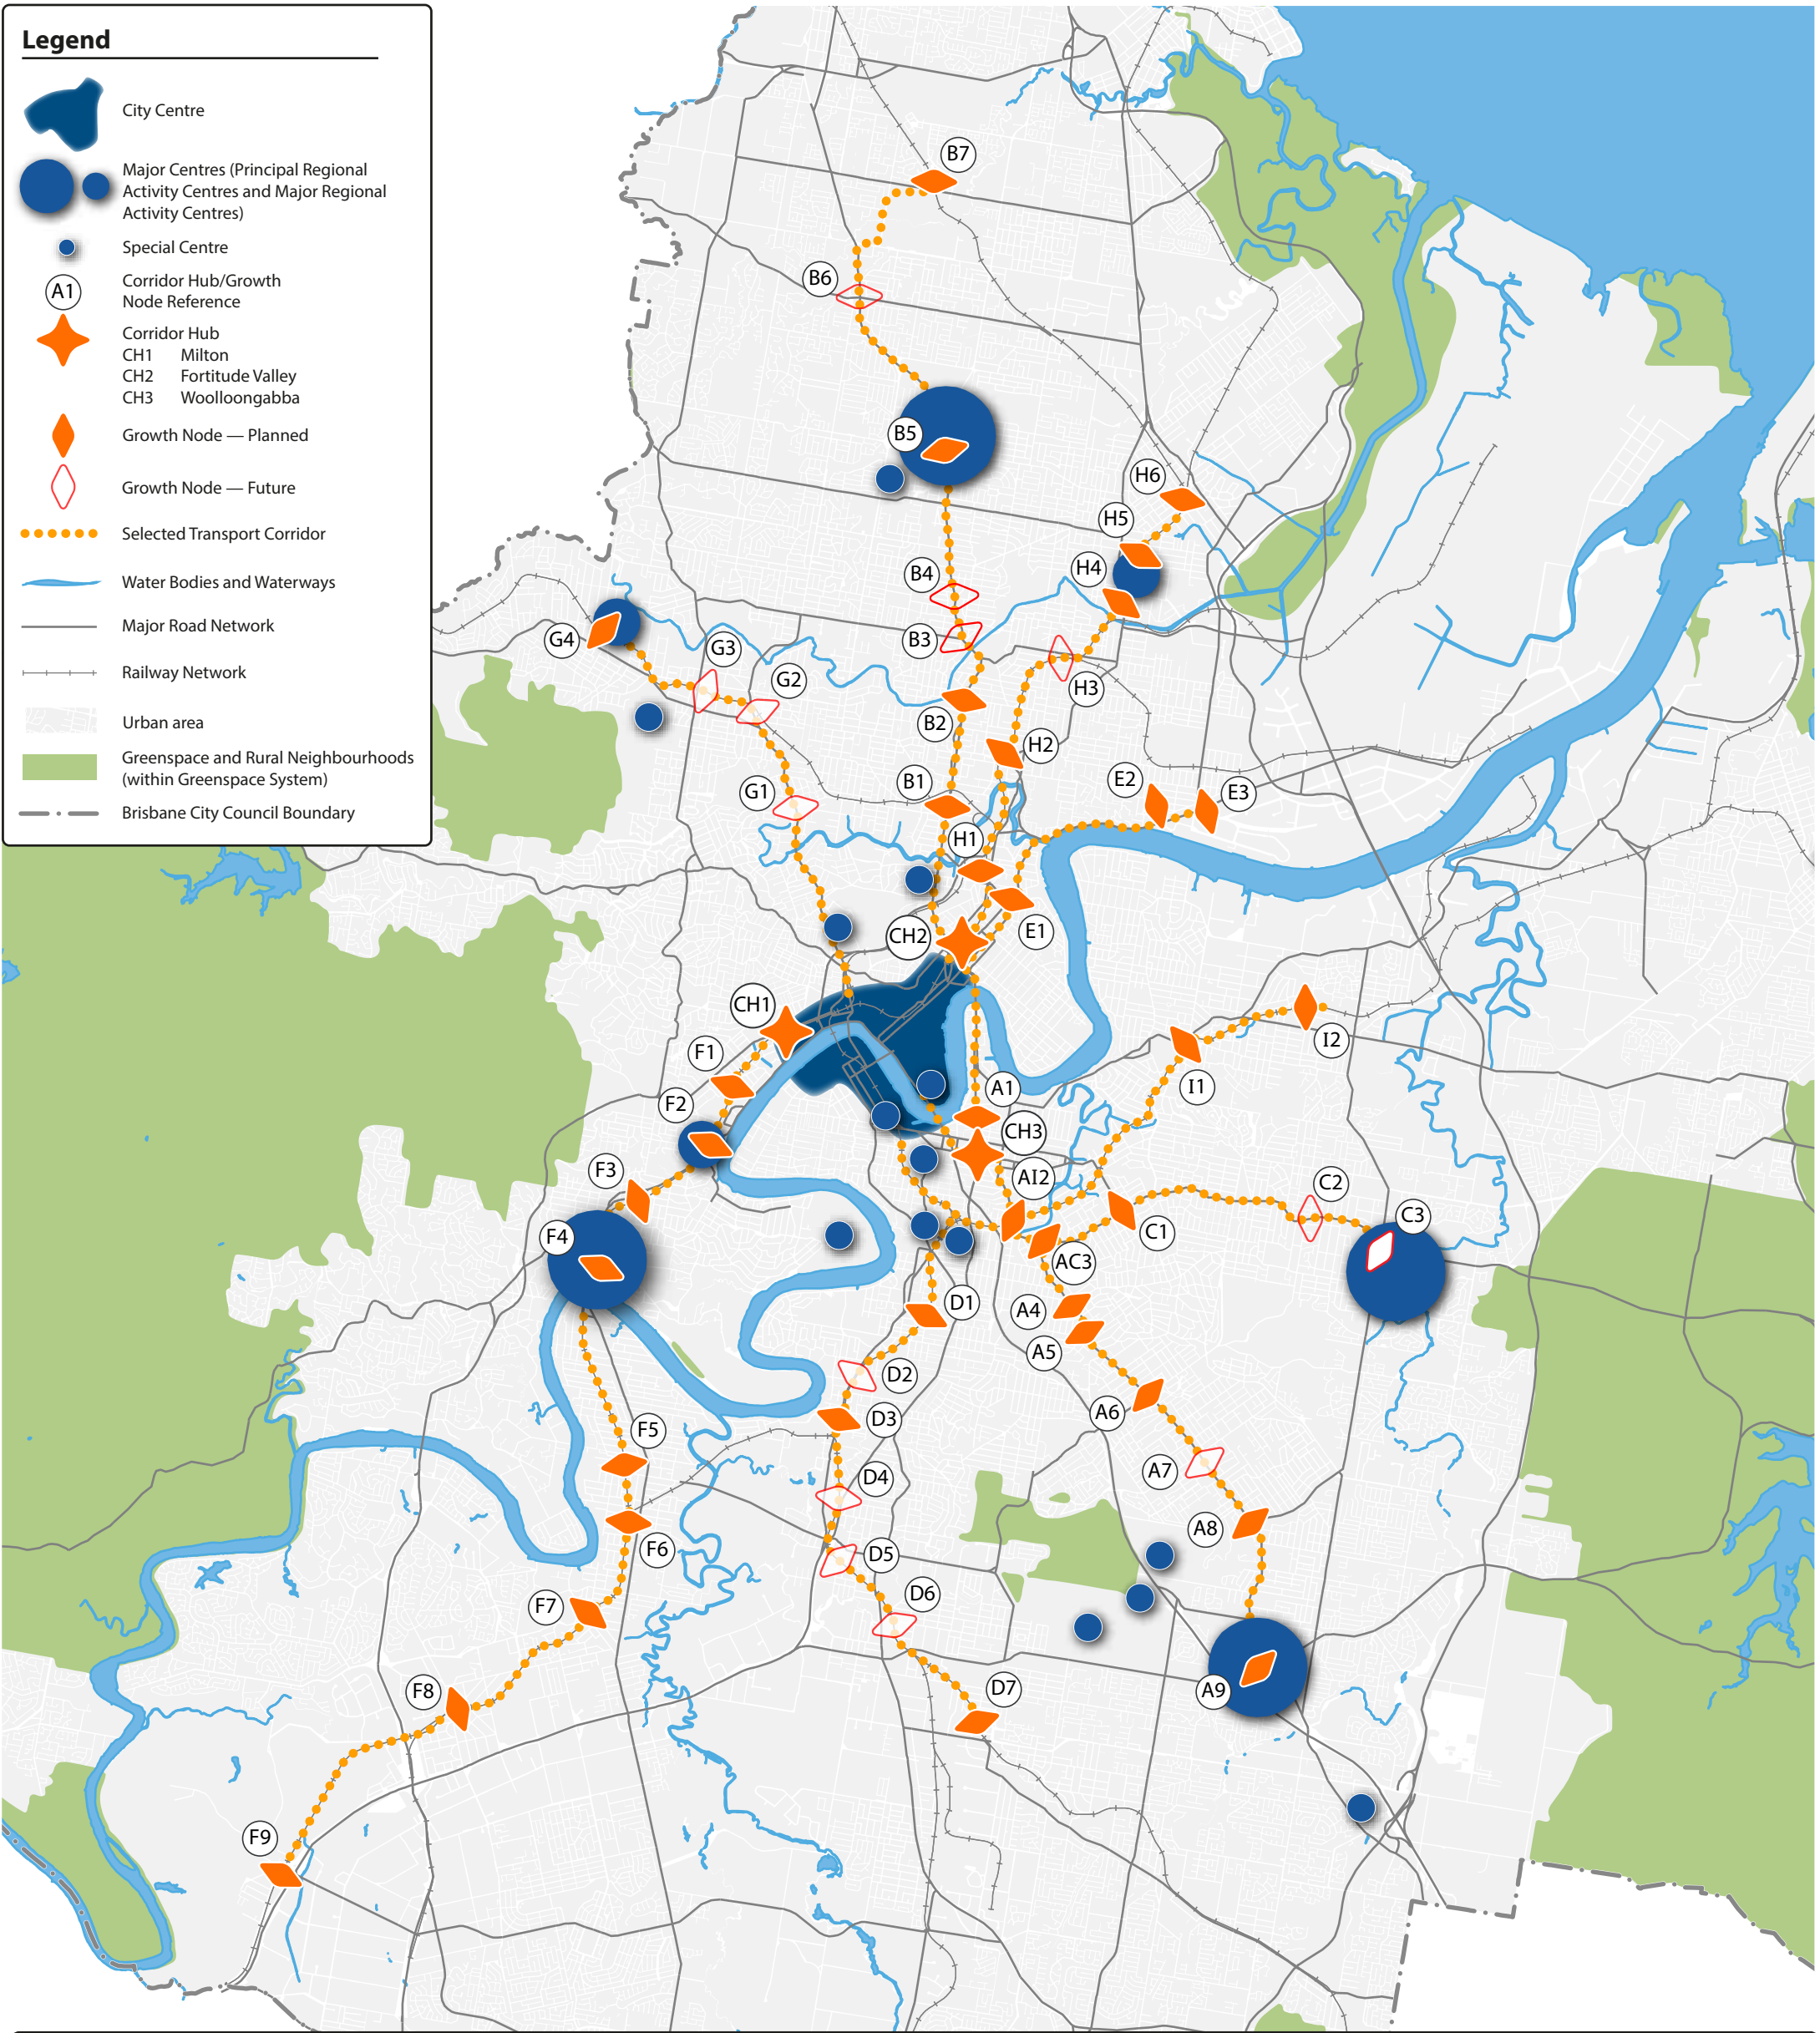 Legend
City Centre
Major Centres (Principal Regional
Activity Centres and Major Regional
Activity Centres)
Special Centre
A1
Corridor Hub/Growth
Node Reference
Corridor Hub
CH1 Milton
CH2 Fortitude Valley
CH3 Woolloongabba
Growth Node — Planned
Growth Node — Future
Selected Transport Corridor
Water Bodies and Waterways
Major Road Network
Railway Network
Urban area
Greenspace and Rural Neighbourhoods
(within Greenspace System)
Brisbane City Council Boundary
B7
B6
B5
H6
H5
H4
B4
B3
G4
G3
G2
H3
B2
H2
G1
B1
E2
E3
H1
CH2
E1
CH1
I2
F1
I1
A1
F2
CH3
F3
AI2
C2
C3
F4
C1
AC3
D1
A4
A5
D2
A6
D3
F5
A7
D4
A8
F6
D5
D6
F7
D7
A9
F8
F9